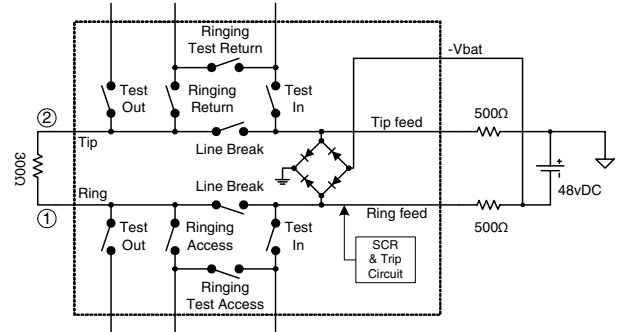 Ringing
Test Return
-Vbat
Test
Out
Ringing
Return
Test
In
500Ω
②
Tip
Line Break
Tip feed
+
48vDC
300Ω
Line Break
Ring
①
Ring feed
500Ω
Test
Out
Ringing
Access
Test
In
SCR
& Trip
Circuit
Ringing
Test Access